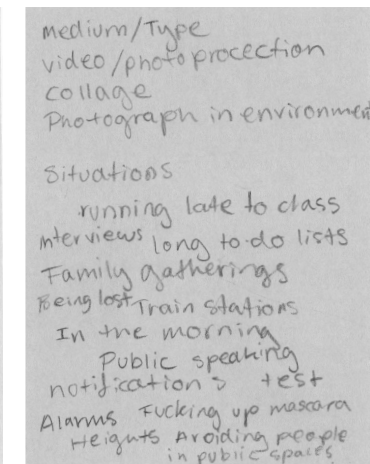 Medium/Type
video/photo procection
collage
Photograph in environment
Situations
running late to class
interviews long to-do lists
Family gatherings
Being lost Train stations
In the morning
Public speaking
notifications test
Alarms Fucking up mascara
Heights Avoiding people
in public spaces